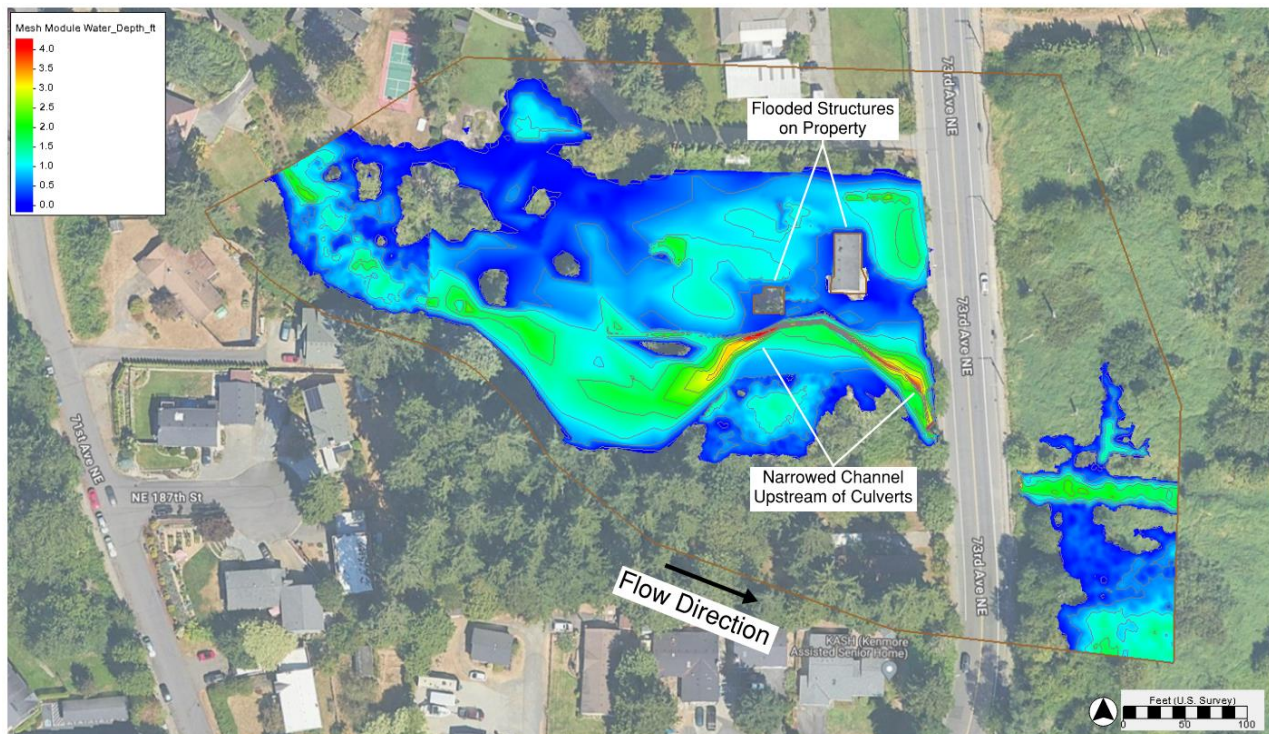 Mesh Module Water_Depth_ft
4.0
3.5
3.0
2.5
2.0
1.5
1.0
0.5
0.0
73rd Ave NE
Flooded Structures
on Property
73rd Ave NE
Narrowed Channel
Upstream of Culverts
71st Ave NE
NE 187th St
73rd Ave NE
Flow Direction
KASH (Kenmore
Assisted Senior Home)
Feet (U.S. Survey)
0 50 100